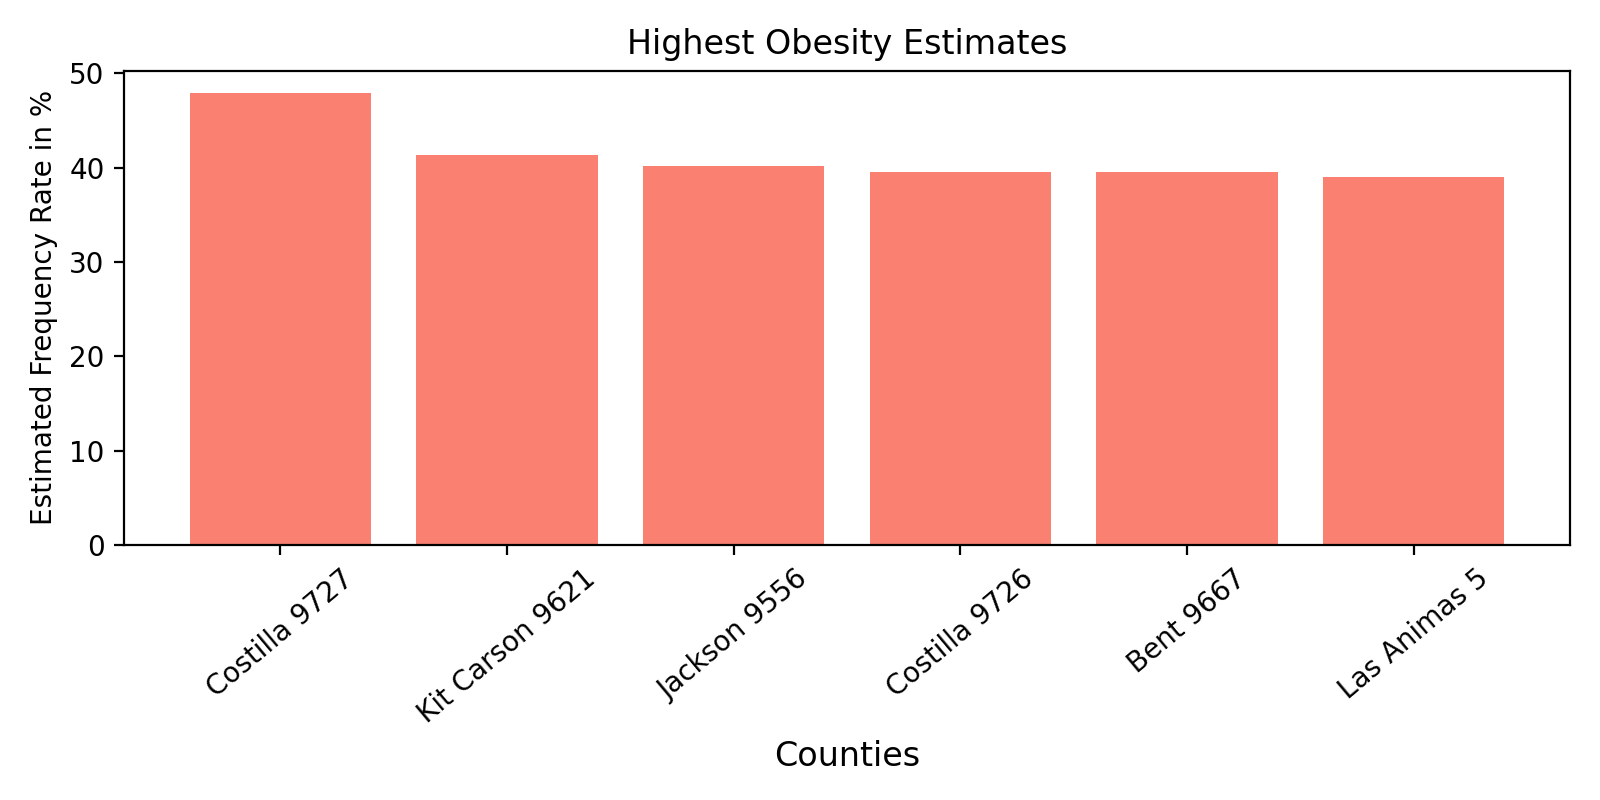 Highest Obesity Estimates
Estimated Frequency Rate in %
50
40
30
20
10
0
Costilla 9727
Kit Carson 9621
Jackson 9556
Costilla 9726
Bent 9667
Las Animas 5
Counties